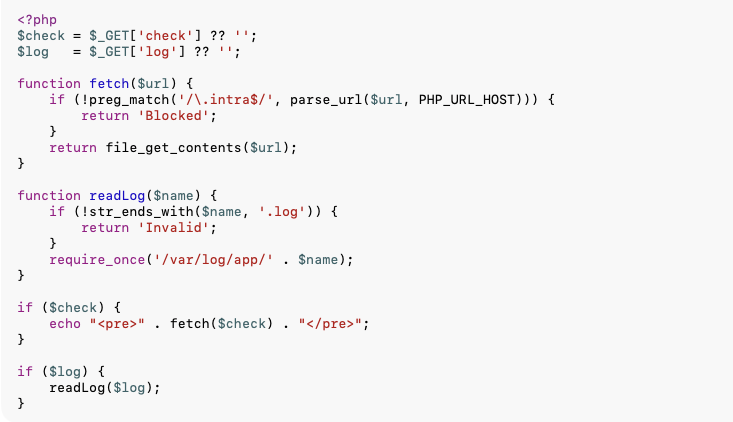 <?php
$check = $_GET['check'] ?? '';
$log   = $_GET['log'] ?? '';

function fetch($url) {
    if (!preg_match('/\.intra$/', parse_url($url, PHP_URL_HOST))) {
        return 'Blocked';
    }
    return file_get_contents($url);
}

function readLog($name) {
    if (!str_ends_with($name, '.log')) {
        return 'Invalid';
    }
    require_once('/var/log/app/' . $name);
}

if ($check) {
    echo "<pre>" . fetch($check) . "</pre>";
}

if ($log) {
    readLog($log);
}